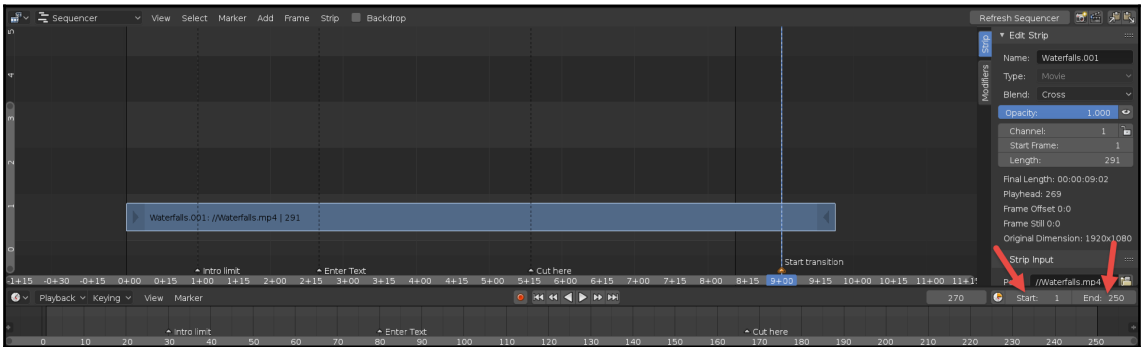 Sequencer View Select Marker Add Frame Strip Backdrop Refresh Sequencer
5
4
3
2
1
0
Strip
Modifiers
Edit Strip
Name: Waterfalls.001
Type: Movie
Blend: Cross
Opacity: 1.000
Channel: 1
Start Frame: 1
Length: 291
Final Length: 00:00:09:02
Playhead: 269
Frame Offset 0:0
Frame Still 0:0
Original Dimension: 1920x1080
Strip Input
//Waterfalls.mp4
Waterfalls.001: //Waterfalls.mp4 | 291
Start transition
Intro limit Enter Text Cut here
-1+15 -0+30 -0+15 0+00 0+15 1+00 1+15 2+00 2+15 3+00 3+15 4+00 4+15 5+00 5+15 6+00 6+15 7+00 7+15 8+00 8+15 9+00 9+15 10+00 10+15 11+00
Playback Keying View Marker 270 Start: 1 End: 250
Intro limit Enter Text Cut here
0 10 20 30 40 50 60 70 80 90 100 110 120 130 140 150 160 170 180 190 200 210 220 230 240 250